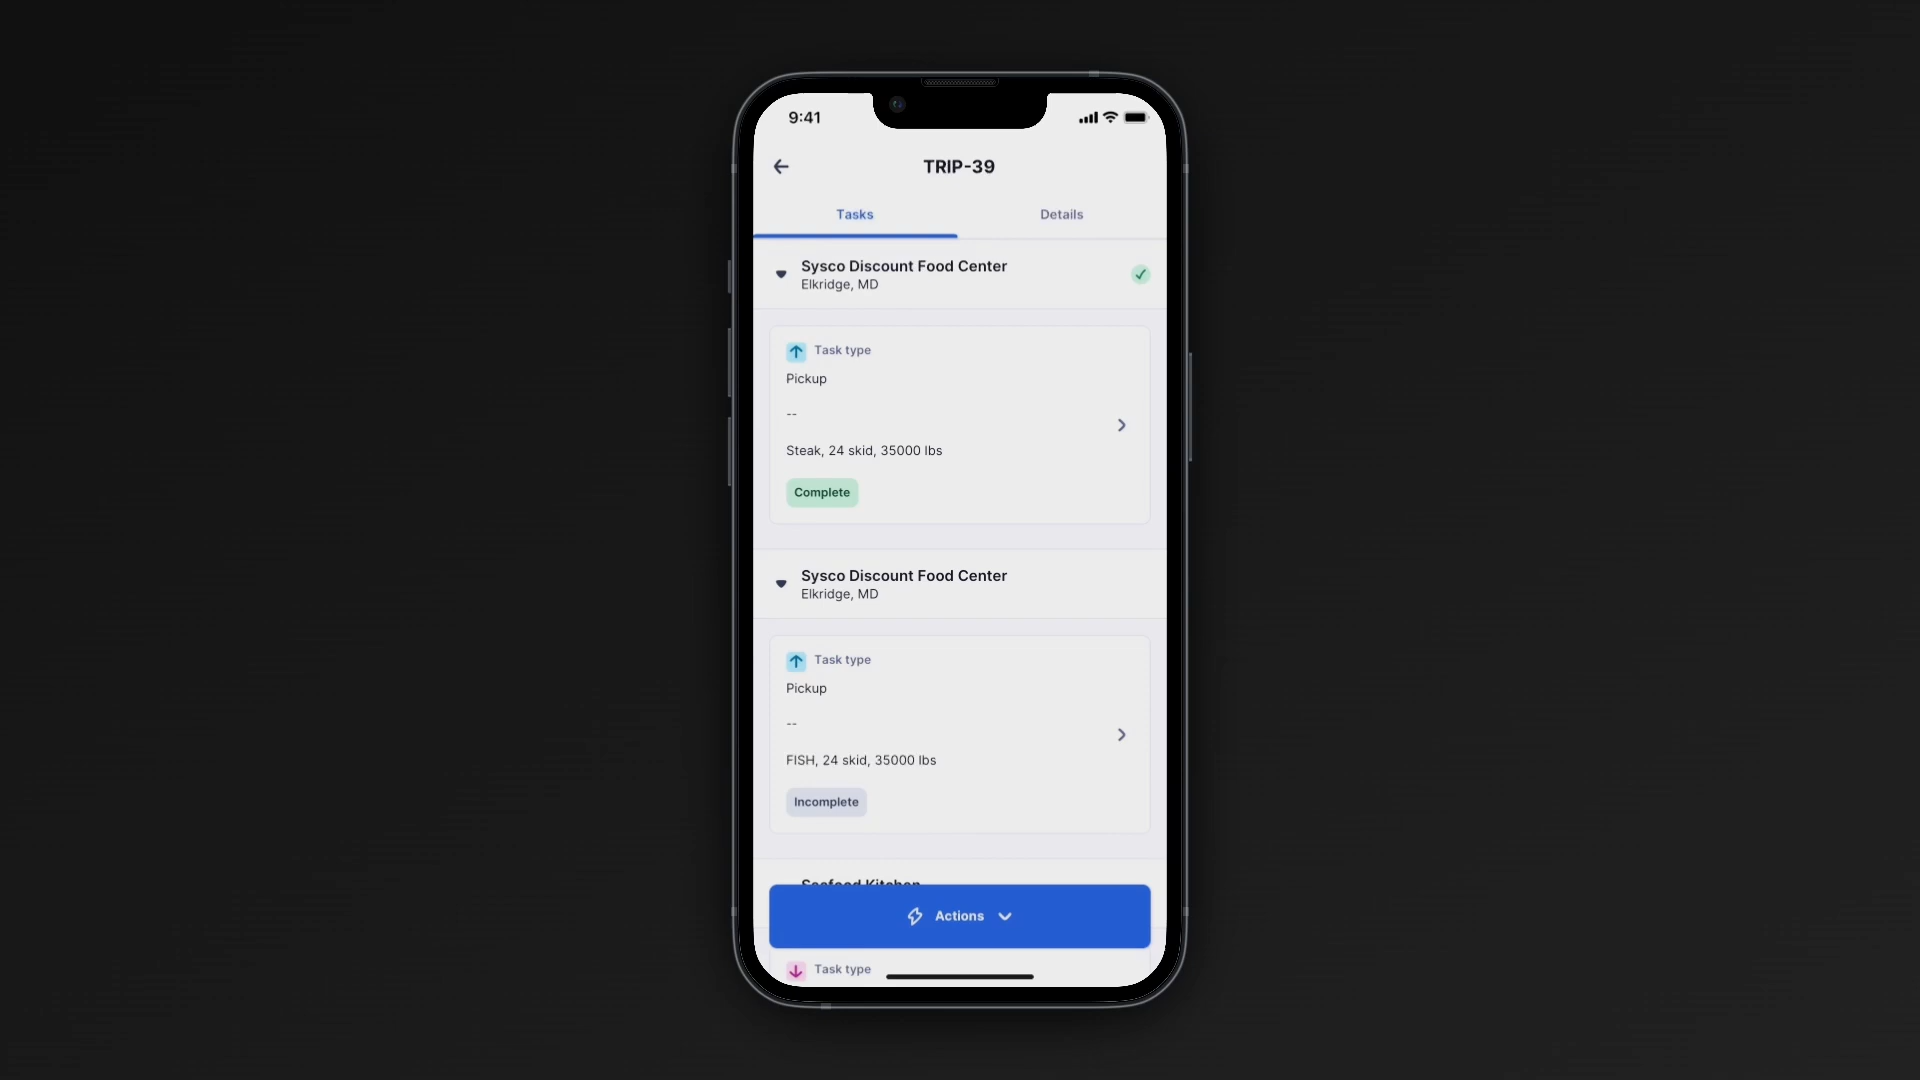 9:41
TRIP-39
Tasks
Details
Sysco Discount Food Center
Elkridge, MD
Task type
Pickup
--
Steak, 24 skid, 35000 lbs
Complete
Sysco Discount Food Center
Elkridge, MD
Task type
Pickup
--
FISH, 24 skid, 35000 lbs
Incomplete
Seafood Kitchen
Actions
Task type